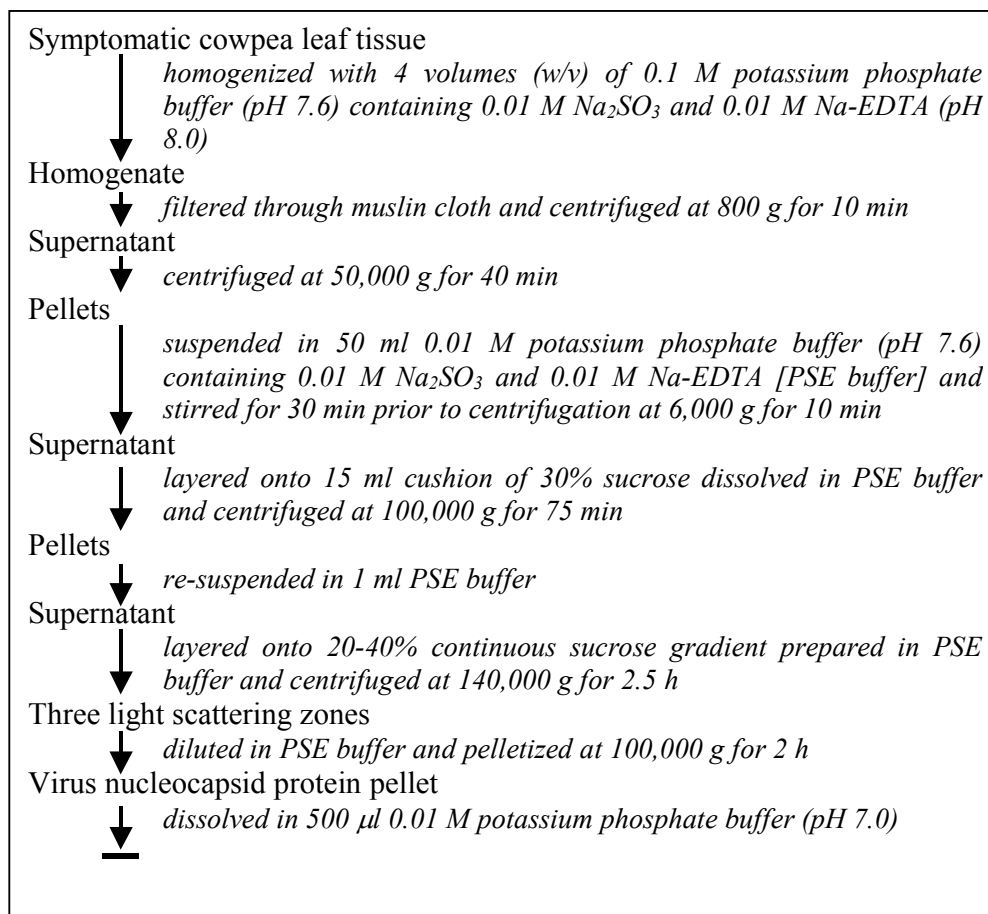 Symptomatic cowpea leaf tissue
homogenized with 4 volumes (w/v) of 0.1 M potassium phosphate
buffer (pH 7.6) containing 0.01 M Na₂SO₃ and 0.01 M Na-EDTA (pH
8.0)
Homogenate
filtered through muslin cloth and centrifuged at 800 g for 10 min
Supernatant
centrifuged at 50,000 g for 40 min
Pellets
suspended in 50 ml 0.01 M potassium phosphate buffer (pH 7.6)
containing 0.01 M Na₂SO₃ and 0.01 M Na-EDTA [PSE buffer] and
stirred for 30 min prior to centrifugation at 6,000 g for 10 min
Supernatant
layered onto 15 ml cushion of 30% sucrose dissolved in PSE buffer
and centrifuged at 100,000 g for 75 min
Pellets
re-suspended in 1 ml PSE buffer
Supernatant
layered onto 20-40% continuous sucrose gradient prepared in PSE
buffer and centrifuged at 140,000 g for 2.5 h
Three light scattering zones
diluted in PSE buffer and pelletized at 100,000 g for 2 h
Virus nucleocapsid protein pellet
dissolved in 500 μl 0.01 M potassium phosphate buffer (pH 7.0)